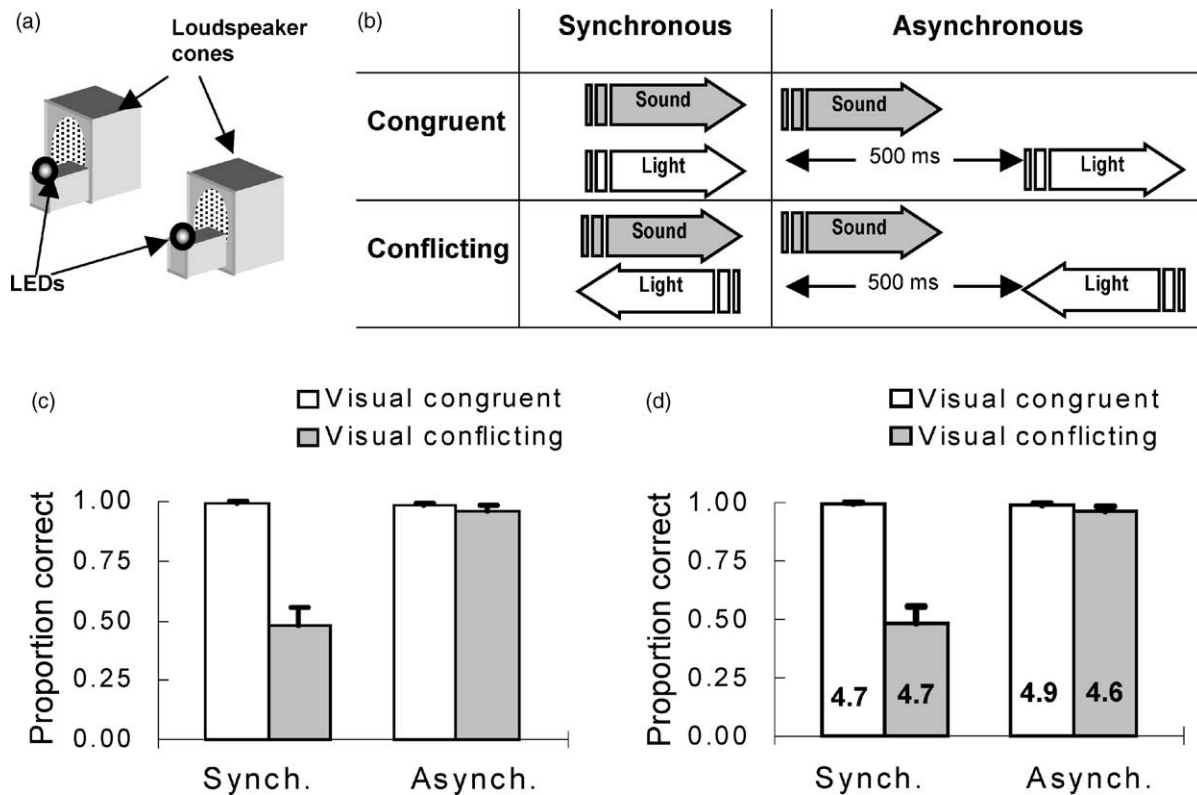 (a)
Loudspeaker
cones
LEDs
(b)
Synchronous
Asynchronous
Congruent
Sound
Light
Sound
500 ms
Light
Conflicting
Sound
Light
Sound
500 ms
Light
(c)
Visual congruent
Visual conflicting
Proportion correct
1.00
0.75
0.50
0.25
0.00
Synch.
Asynch.
(d)
Visual congruent
Visual conflicting
Proportion correct
1.00
0.75
0.50
0.25
0.00
4.7
4.7
4.9
4.6
Synch.
Asynch.